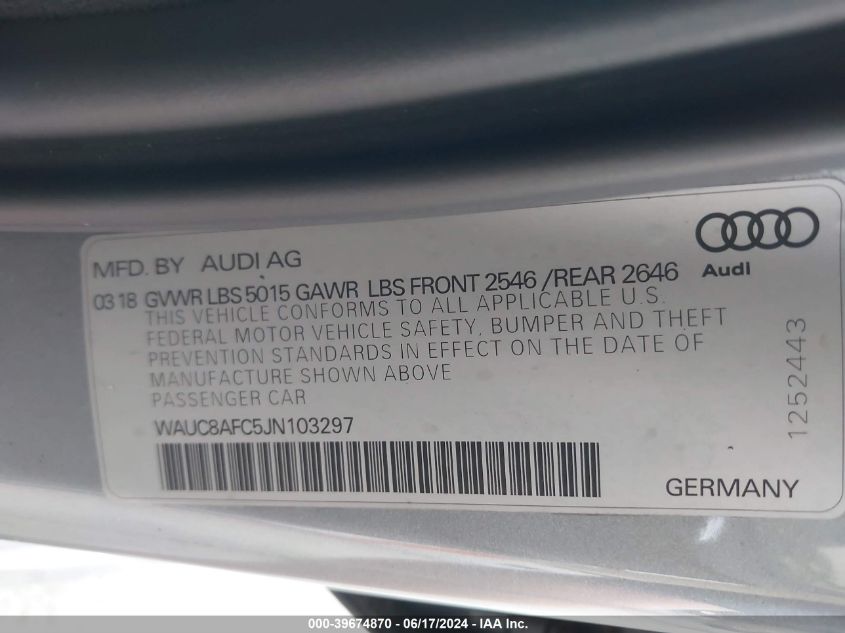 MFD. BY AUDI AG
Audi
03 18 GVWR LBS 5015 GAWR LBS FRONT 2546 /REAR 2646
THIS VEHICLE CONFORMS TO ALL APPLICABLE U.S.
FEDERAL MOTOR VEHICLE SAFETY, BUMPER AND THEFT
PREVENTION STANDARDS IN EFFECT ON THE DATE OF
MANUFACTURE SHOWN ABOVE
PASSENGER CAR
WAUC8AFC5JN103297
1252443
GERMANY
000-39674870 - 06/17/2024 - IAA Inc.